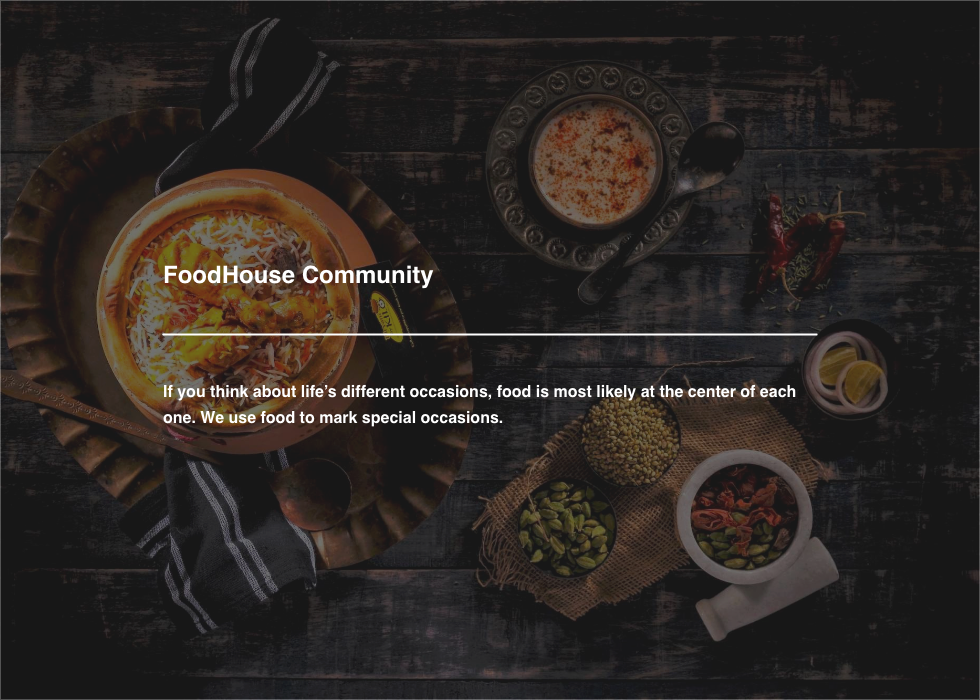 FoodHouse Community
If you think about life’s different occasions, food is most likely at the center of each
one. We use food to mark special occasions.